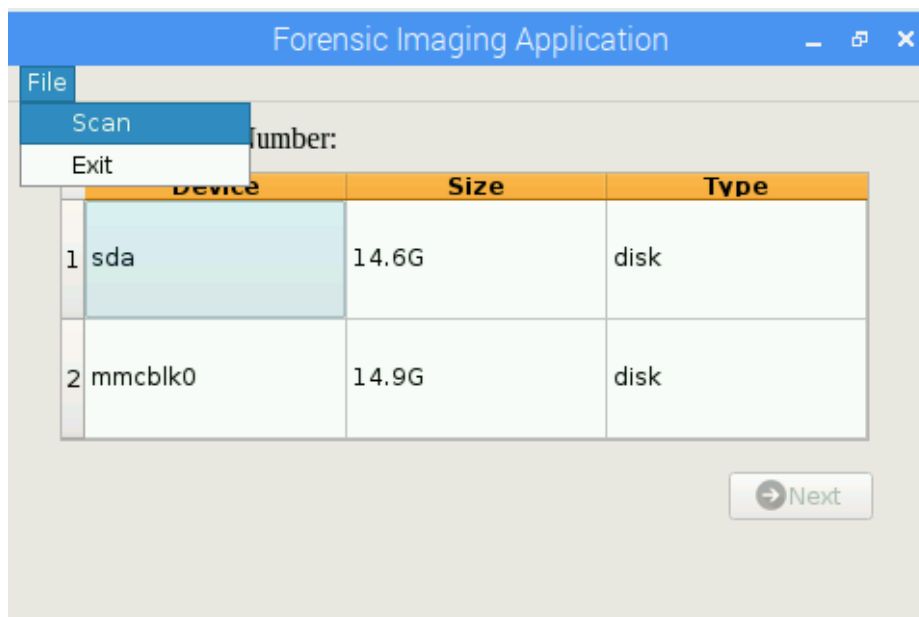 Forensic Imaging Application
File
Scan
Exit
Number:
Device Size Type
1 sda 14.6G disk
2 mmcblk0 14.9G disk
Next